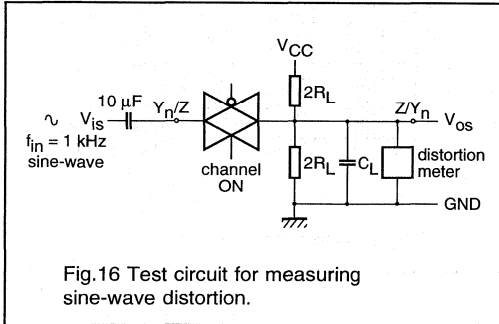 V_CC
10 µF
Y_n/Z
2R_L
Z/Y_n
∿ V_is
V_os
f_in = 1 kHz
sine-wave
channel
ON
2R_L
C_L
distortion
meter
GND
Fig.16 Test circuit for measuring
sine-wave distortion.